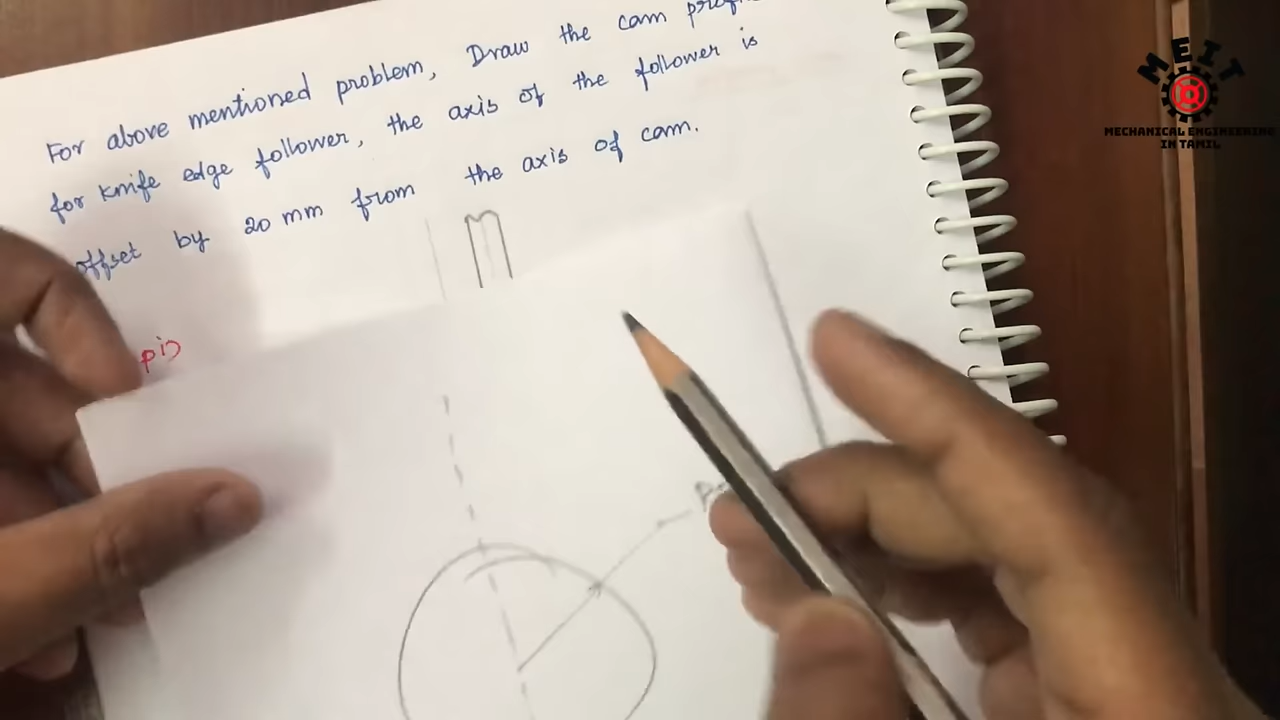 For above mentioned problem, Draw the cam
for knife edge follower, the axis of the follower is
offset by 20 mm from the axis of cam.
MEIT
MECHANICAL ENGINEERING
IN TAMIL